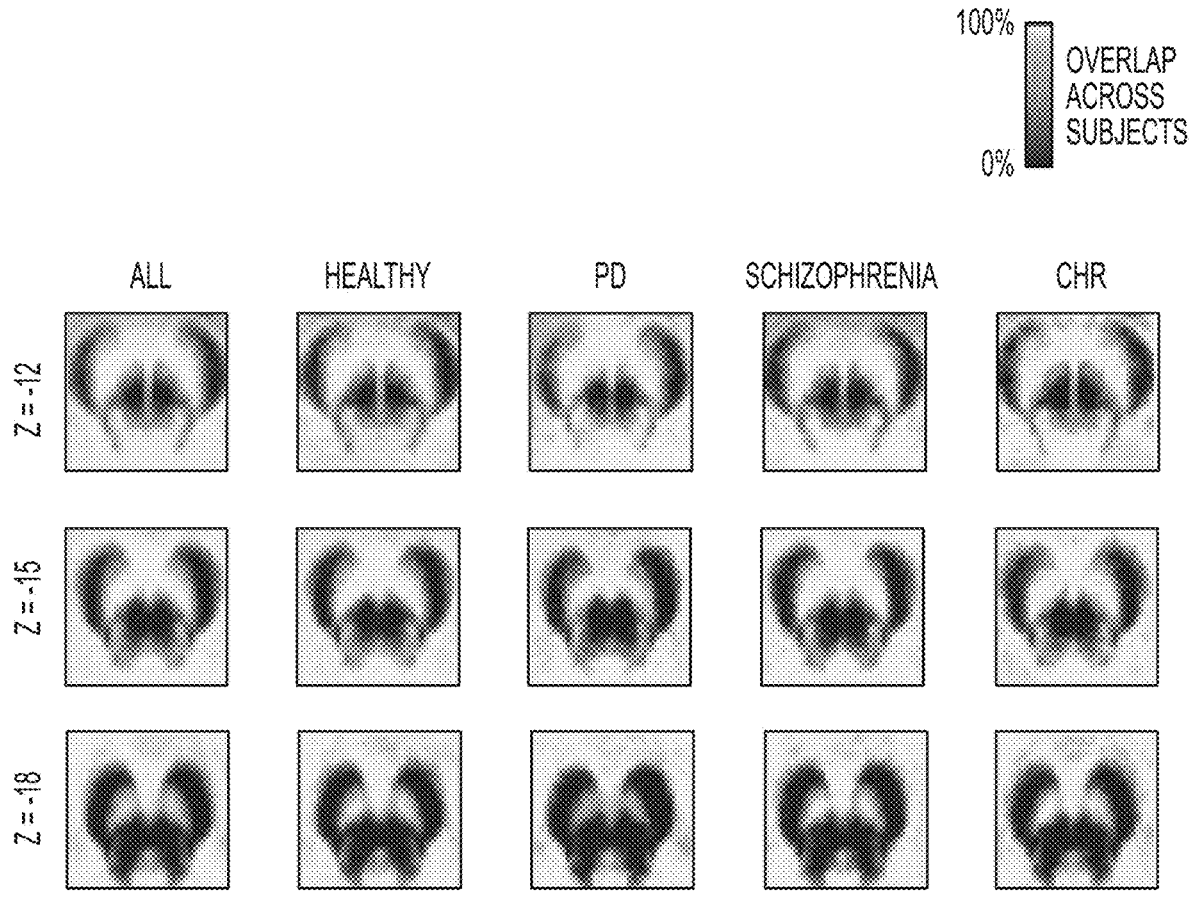 100%
OVERLAP
ACROSS
SUBJECTS
0%
ALL HEALTHY PD SCHIZOPHRENIA CHR
Z = -12
Z = -15
Z = -18